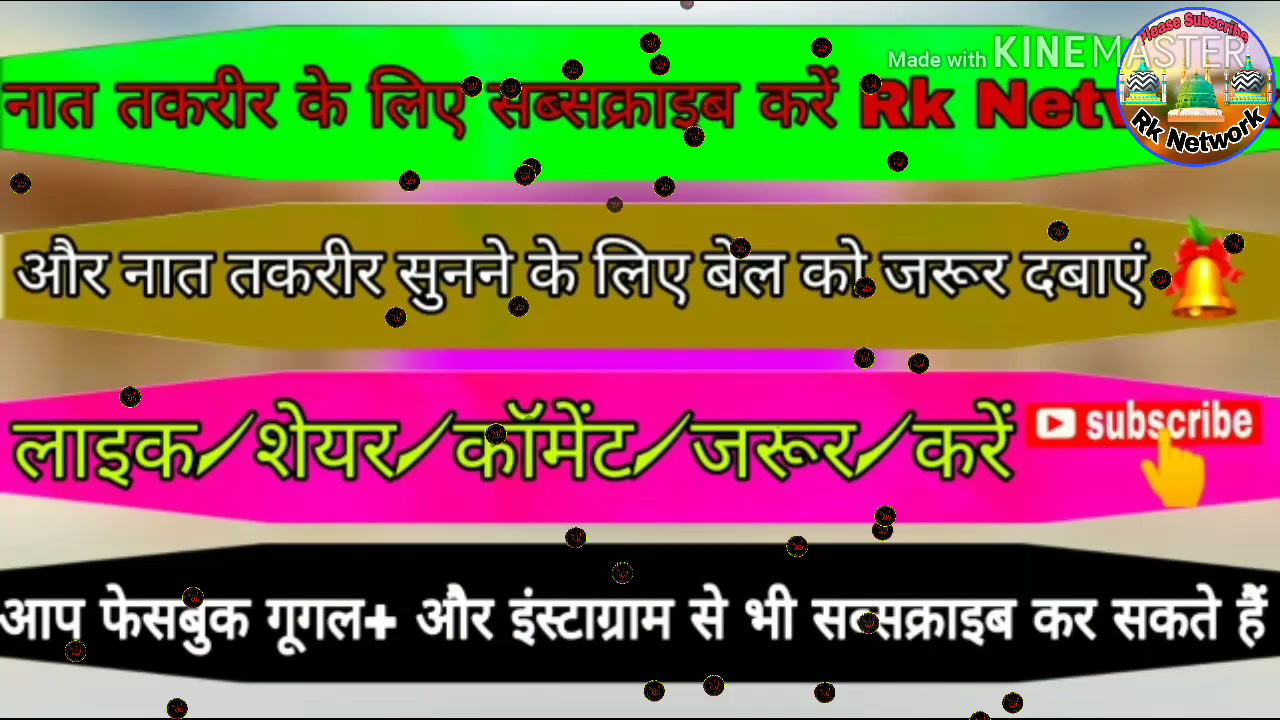 Please Subscribe
Made with KINEMASTER
नात तकरीर के लिए सब्सक्राइब करें Rk
Rk Network
और नात तकरीर सुनने के लिए बेल को जरूर दबाएं
लाइक/शेयर/कॉमेंट/जरूर/करें subscribe
आप फेसबुक गूगल+ और इंस्टाग्राम से भी सब्सक्राइब कर सकते हैं